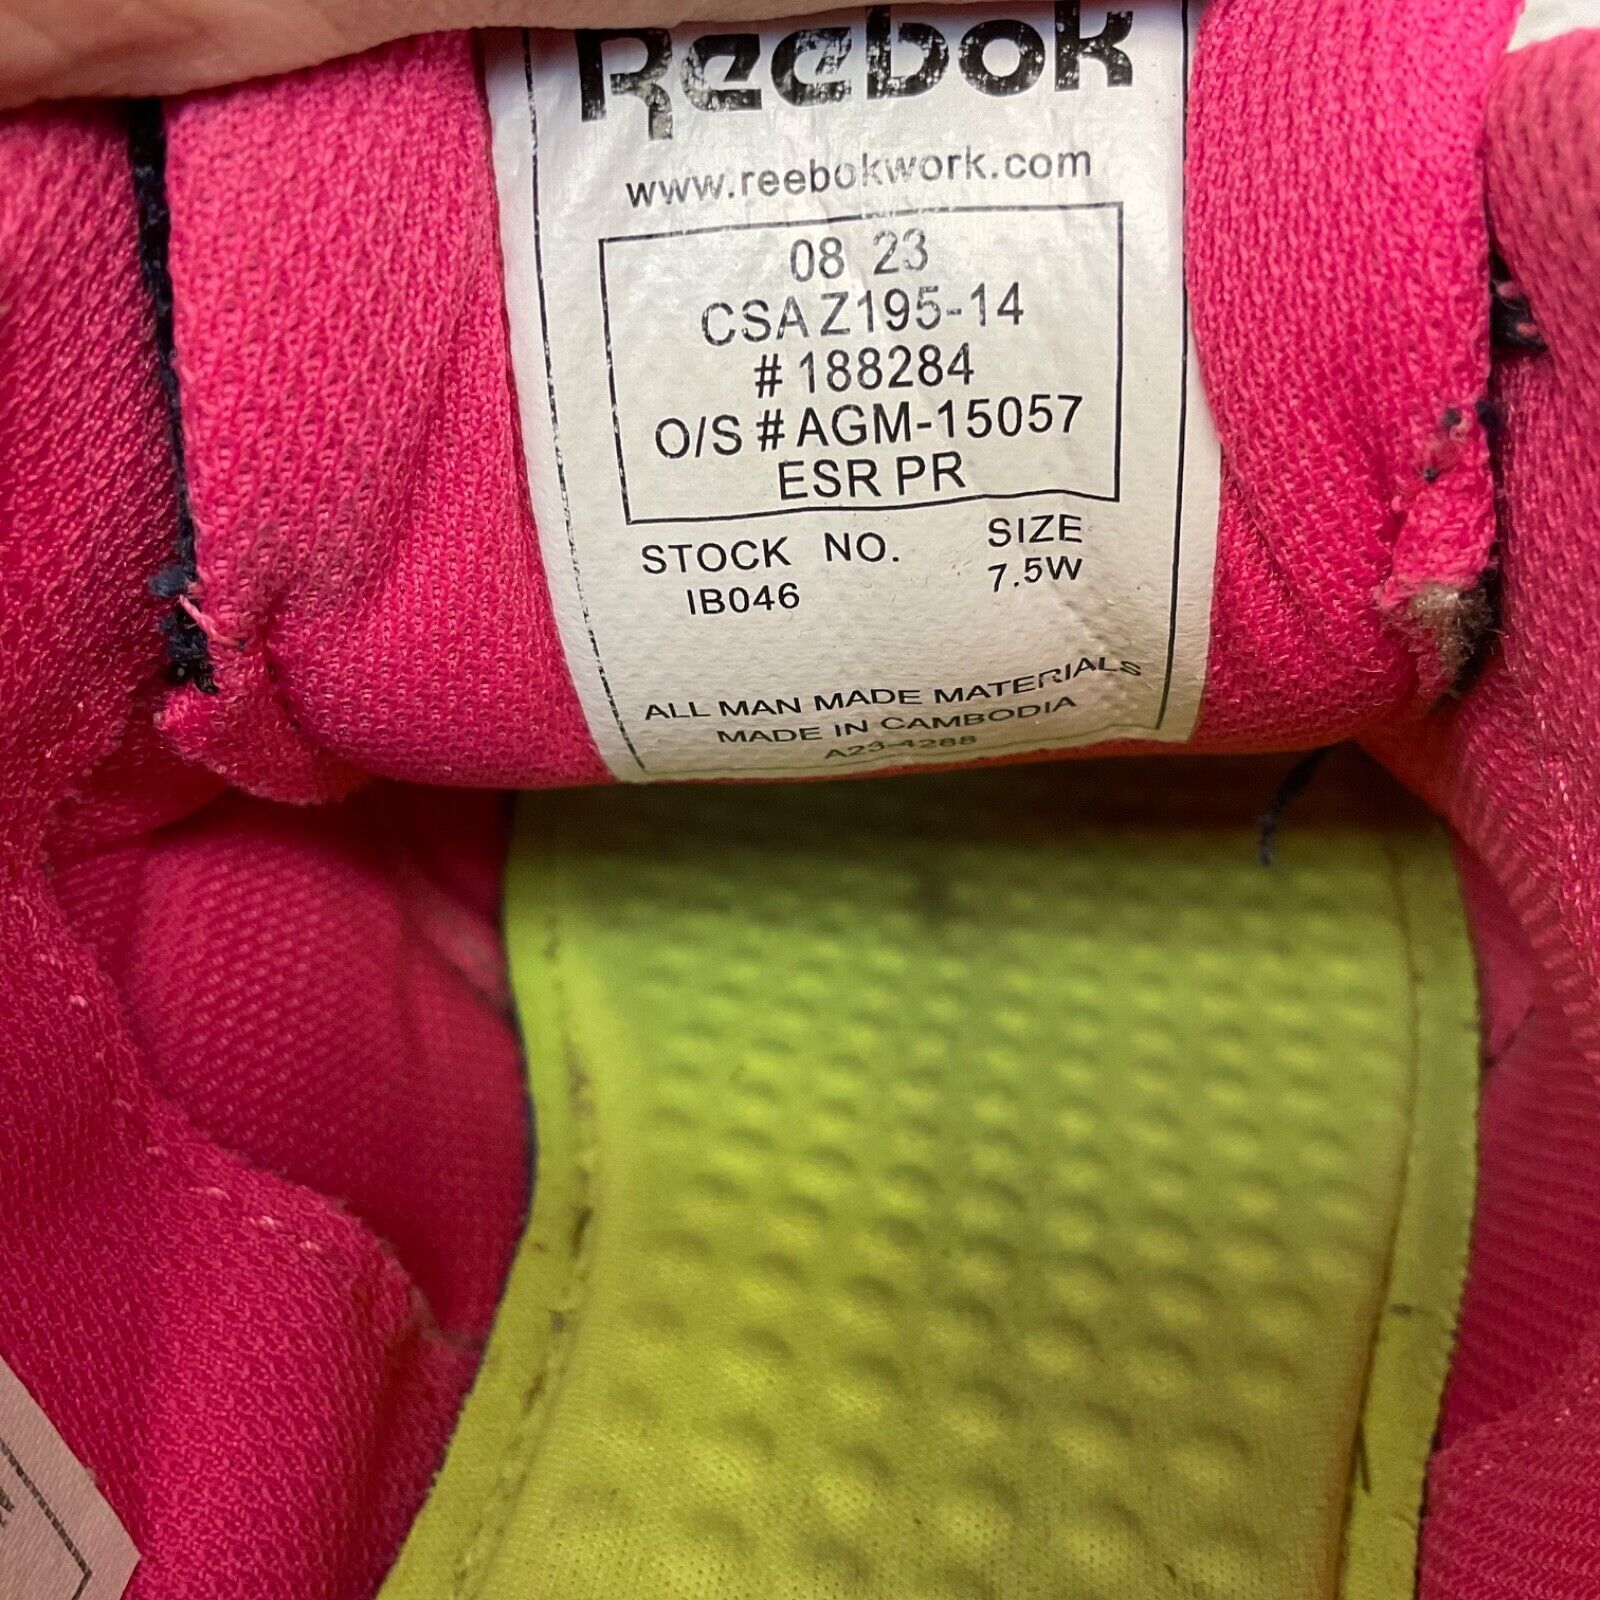 Reebok
www.reebokwork.com
08 23
CSA Z195-14
# 188284
O/S # AGM-15057
ESR PR
STOCK NO. SIZE
IB046 7.5W
ALL MAN MADE MATERIALS
MADE IN CAMBODIA
A23-4288